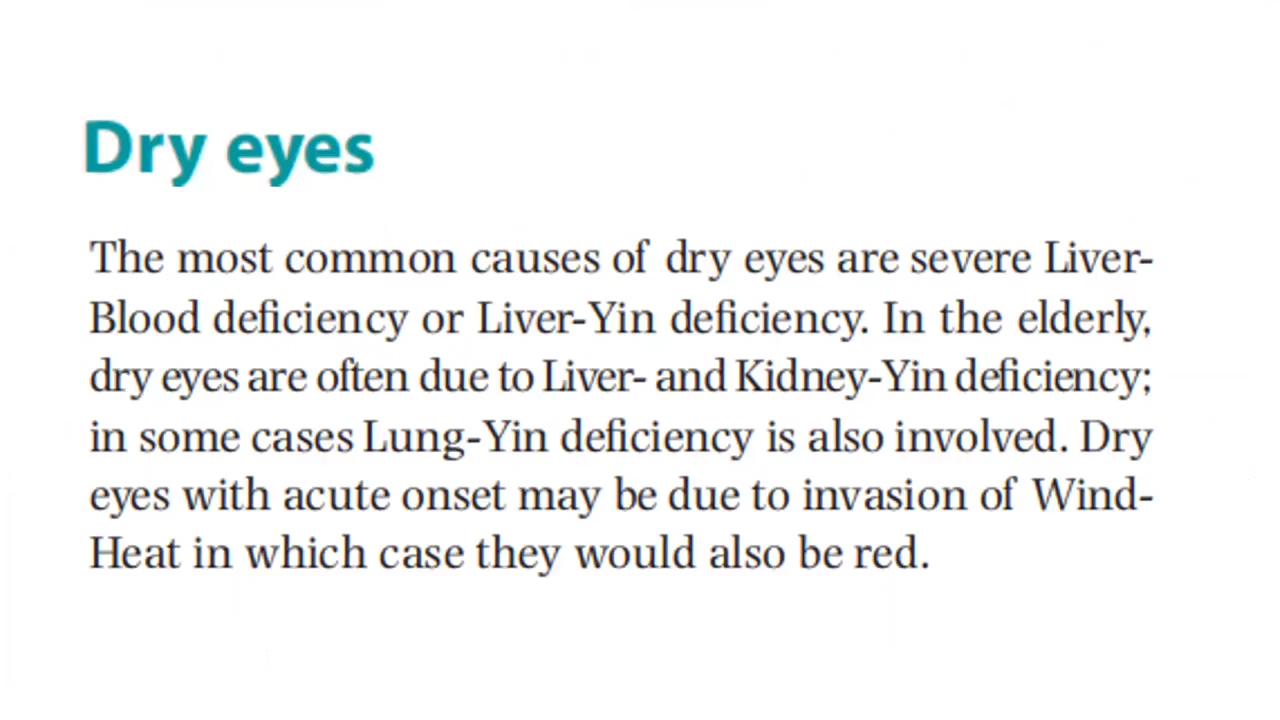 Dry eyes
The most common causes of dry eyes are severe Liver-
Blood deficiency or Liver-Yin deficiency. In the elderly,
dry eyes are often due to Liver- and Kidney-Yin deficiency;
in some cases Lung-Yin deficiency is also involved. Dry
eyes with acute onset may be due to invasion of Wind-
Heat in which case they would also be red.